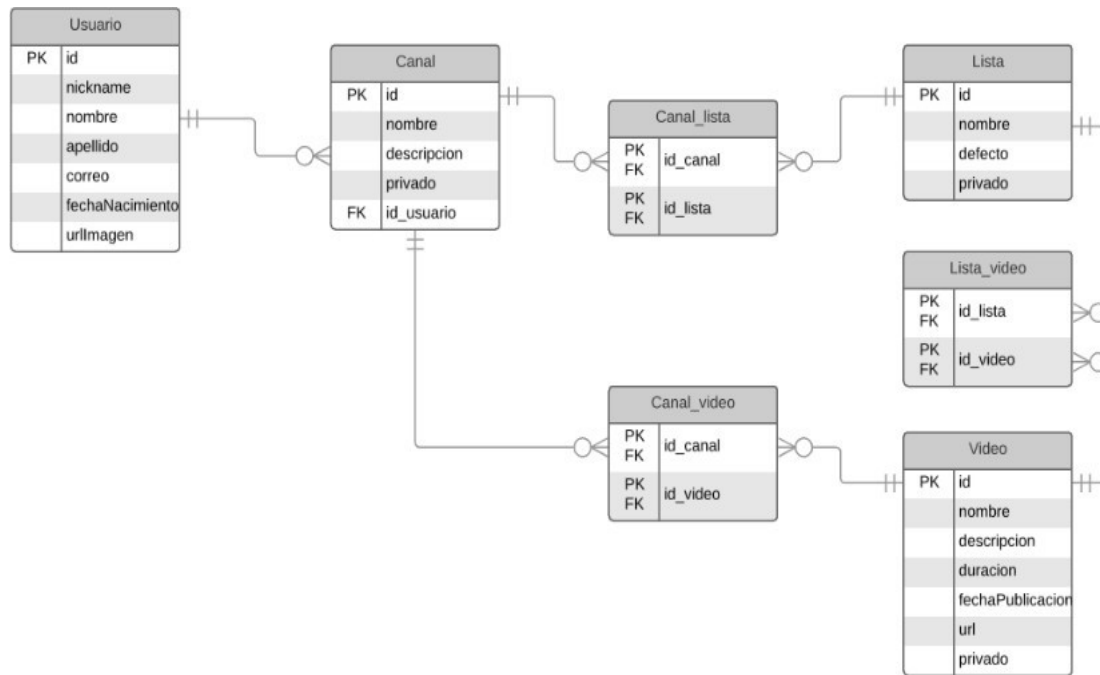 Usuario
PK id
nickname
nombre
apellido
correo
fechaNacimiento
urlImagen
Canal
PK id
nombre
descripcion
privado
FK id_usuario
Canal_lista
PK
FK id_canal
PK
FK id_lista
Lista
PK id
nombre
defecto
privado
Lista_video
PK
FK id_lista
PK
FK id_video
Canal_video
PK
FK id_canal
PK
FK id_video
Video
PK id
nombre
descripcion
duracion
fechaPublicacion
url
privado